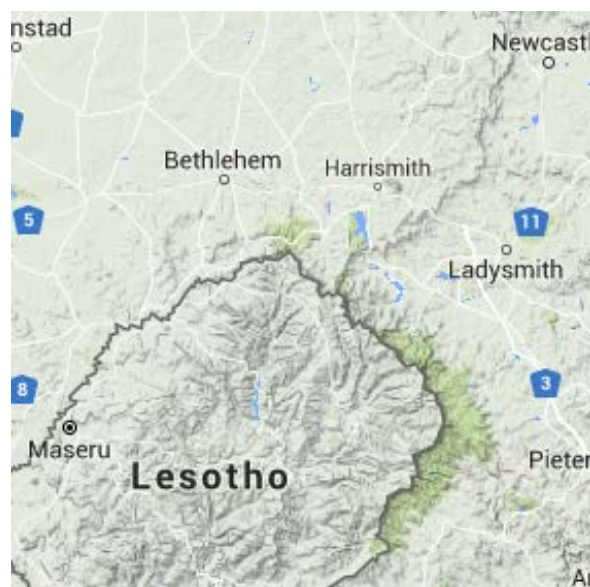 nstad
Newcastl
Bethlehem
Harrismith
5
11
Ladysmith
8
3
Maseru
Lesotho
Pieter
A